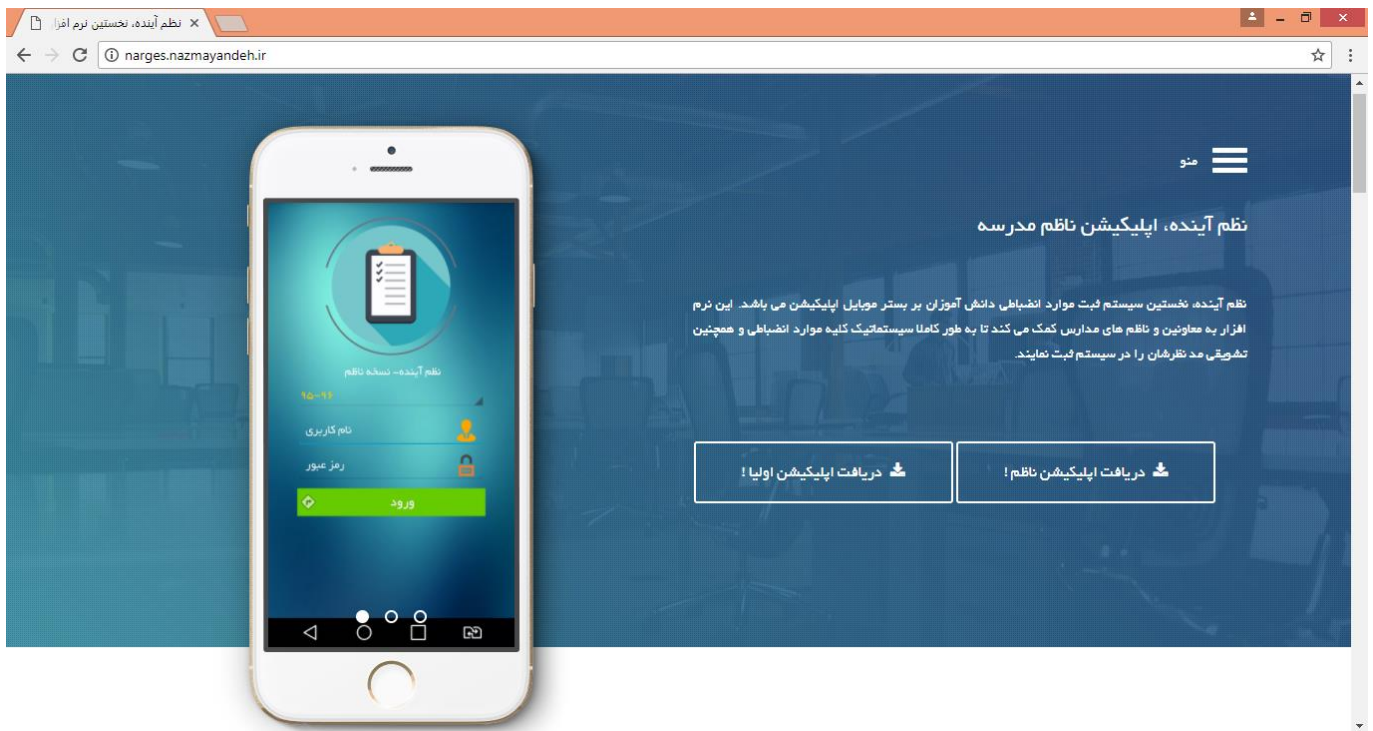 نظم آینده، نخستین نرم افزا
narges.nazmayandeh.ir
منو
نظم آینده، اپلیکیشن ناظم مدرسه
نظم آینده، نخستین سیستم ثبت موارد انضباطی دانش آموزان بر بستر موبایل اپلیکیشن می باشد. این نرم
افزار به معاونین و ناظم های مدارس کمک می کند تا به طور کاملا سیستماتیک کلیه موارد انضباطی و همچنین
تشویقی مد نظرشان را در سیستم ثبت نمایند.
دریافت اپلیکیشن ناظم !
دریافت اپلیکیشن اولیا !
نظم آینده- نسخه ناظم
۹۵-۹۶
نام کاربری
رمز عبور
ورود